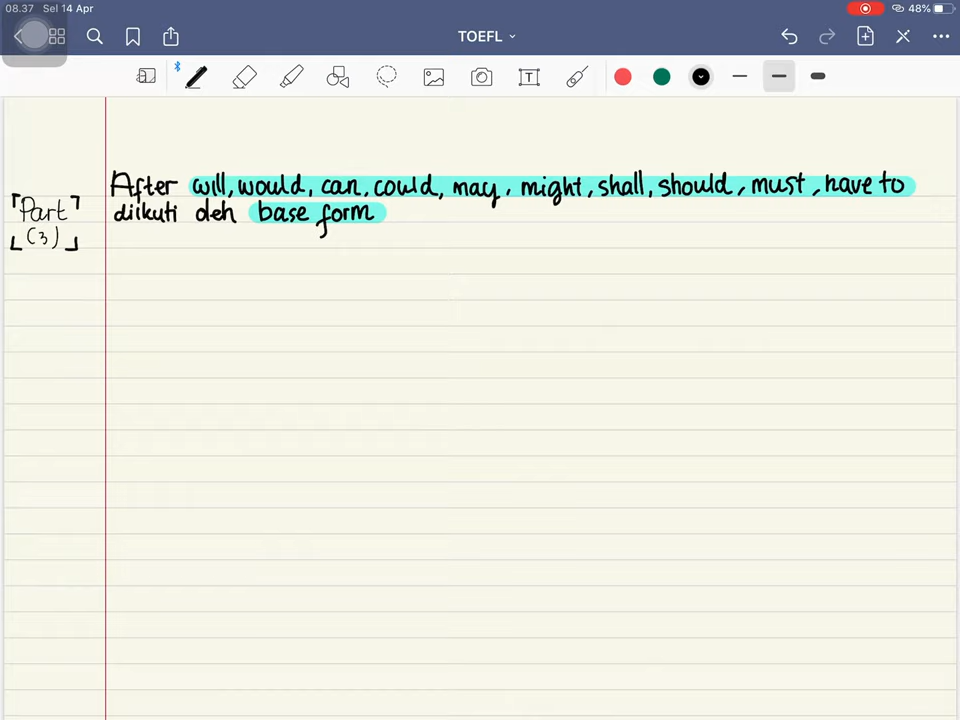 08.37 Sel 14 Apr
48%
TOEFL
T
After will, would, can, could, may, might, shall, should, must, have to
diikuti oleh base form
Part
(3)